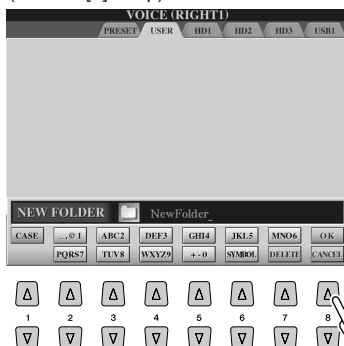 VOICE (RIGHT1)
PRESET USER HD1 HD2 HD3 USB1
NEW FOLDER NewFolder_
CASE _,@1 ABC2 DEF3 GHI4 JKL5 MNO6 OK
PQRS7 TUV8 WXYZ9 +-0 SYMBOL DELETE CANCEL
1 2 3 4 5 6 7 8